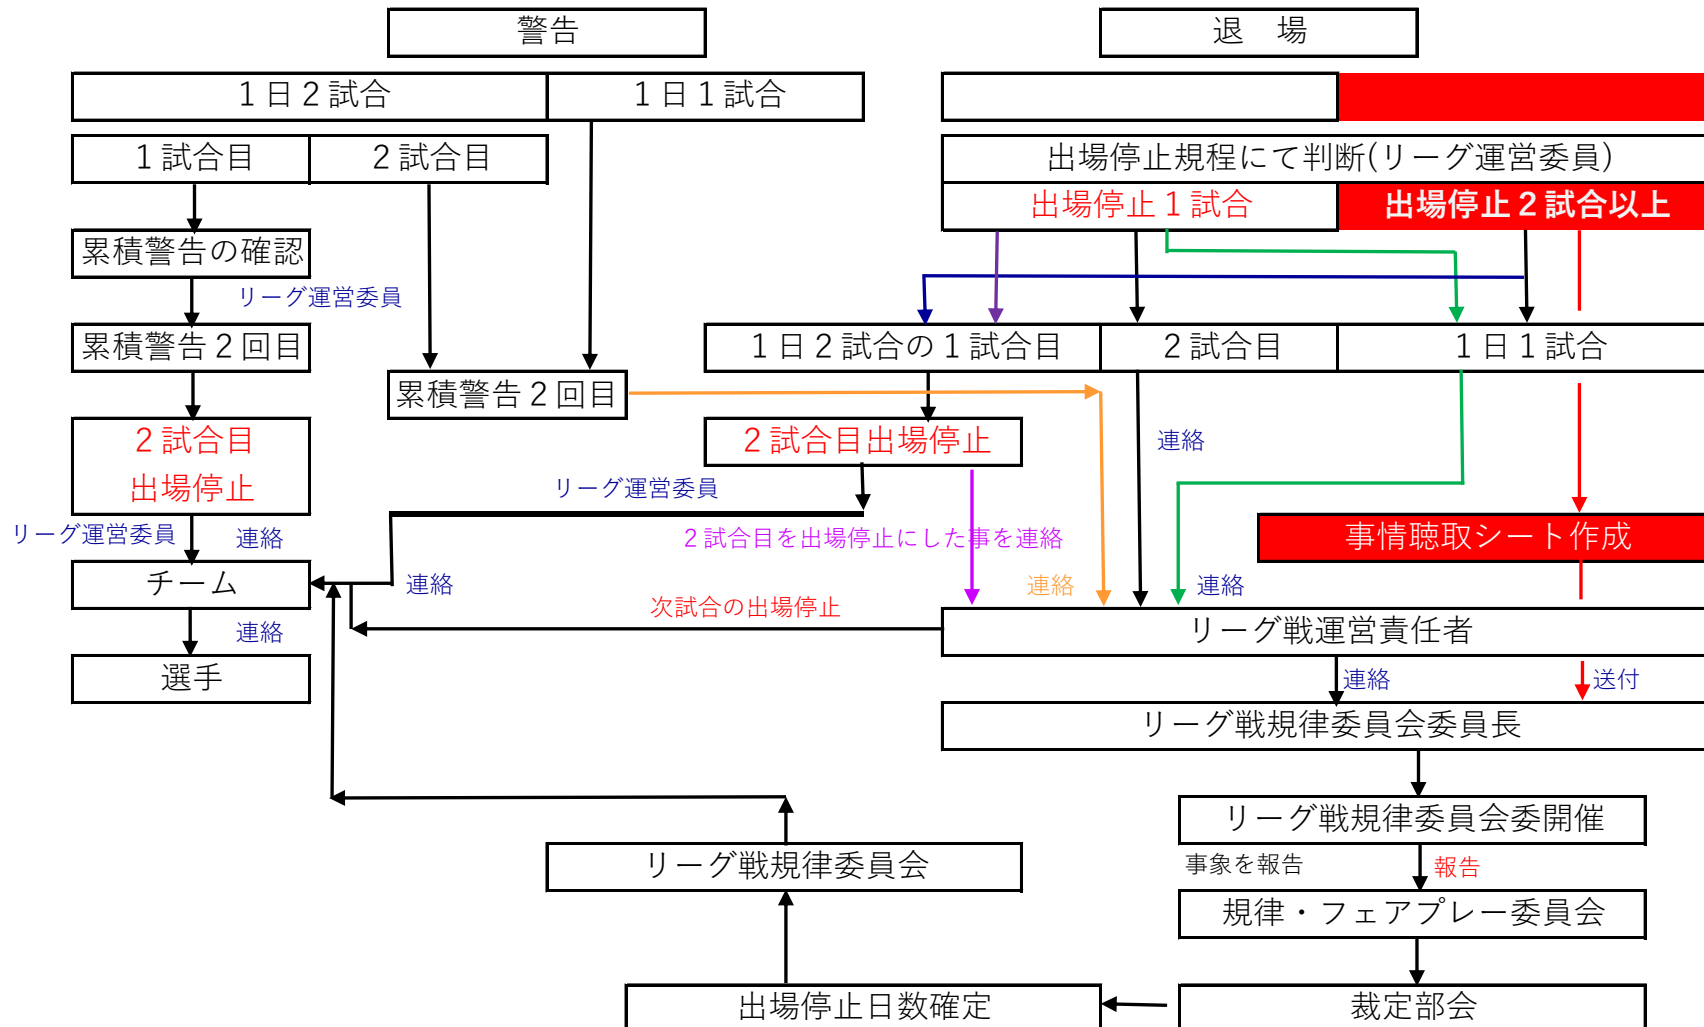 警告
退　場
１日２試合
１日１試合
１試合目
２試合目
出場停止規程にて判断(リーグ運営委員)
出場停止１試合
出場停止２試合以上
累積警告の確認
リーグ運営委員
累積警告２回目
１日２試合の１試合目
２試合目
１日１試合
累積警告２回目
２試合目
出場停止
２試合目出場停止
連絡
リーグ運営委員
リーグ運営委員
連絡
２試合目を出場停止にした事を連絡
事情聴取シート作成
チーム
連絡
連絡
連絡
次試合の出場停止
連絡
リーグ戦運営責任者
選手
連絡
送付
リーグ戦規律委員会委員長
リーグ戦規律委員会委開催
リーグ戦規律委員会
事象を報告
報告
規律・フェアプレー委員会
出場停止日数確定
裁定部会